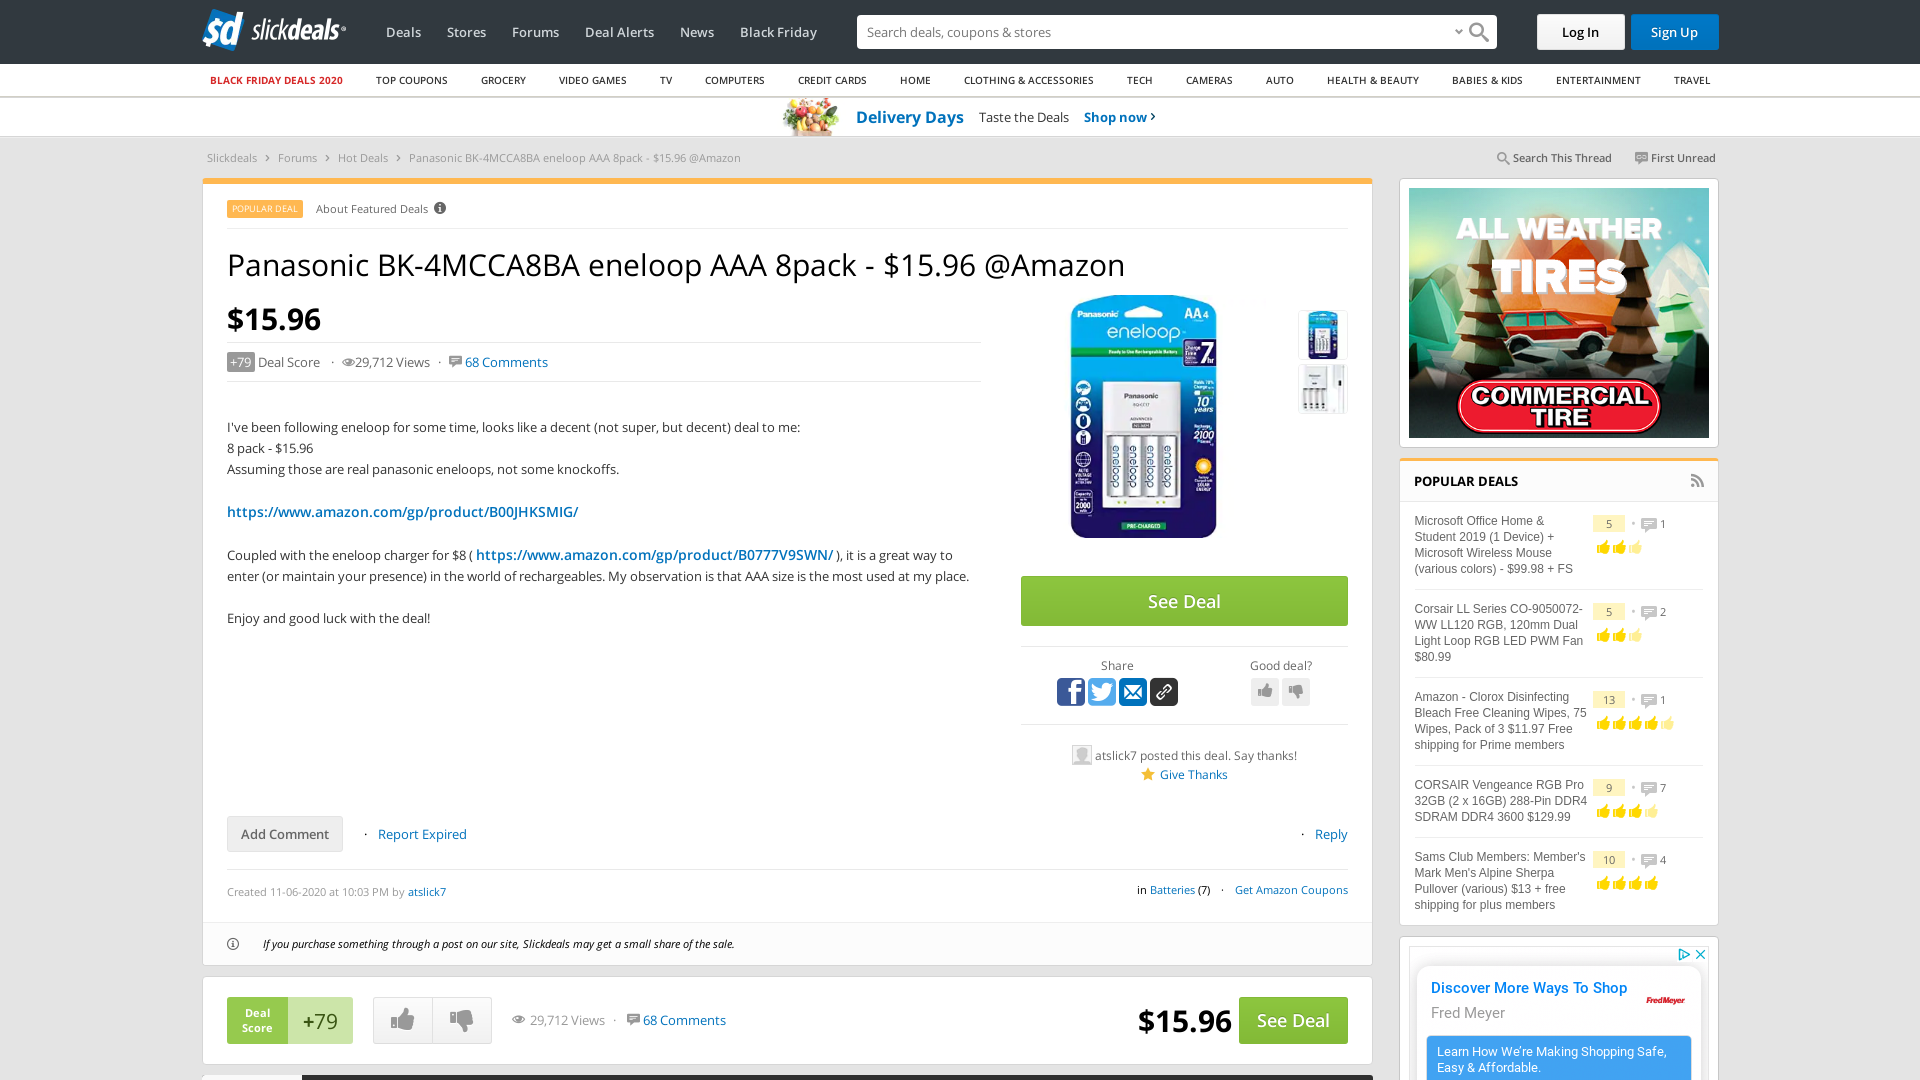 slickdeals
Deals
Stores
Forums
Deal Alerts
News
Black Friday
Search deals, coupons & stores
Log In
Sign Up
BLACK FRIDAY DEALS 2020
TOP COUPONS
GROCERY
VIDEO GAMES
TV
COMPUTERS
CREDIT CARDS
HOME
CLOTHING & ACCESSORIES
TECH
CAMERAS
AUTO
HEALTH & BEAUTY
BABIES & KIDS
ENTERTAINMENT
TRAVEL
Delivery Days Taste the Deals Shop now
Slickdeals > Forums > Hot Deals > Panasonic BK-4MCCA8BA eneloop AAA 8pack - $15.96 @Amazon
Search This Thread
First Unread
POPULAR DEAL
About Featured Deals
Panasonic BK-4MCCA8BA eneloop AAA 8pack - $15.96 @Amazon
$15.96
+79 Deal Score · 29,712 Views · 68 Comments
I've been following eneloop for some time, looks like a decent (not super, but decent) deal to me:
8 pack - $15.96
Assuming those are real panasonic eneloops, not some knockoffs.
https://www.amazon.com/gp/product/B00JHKSMIG/
Coupled with the eneloop charger for $8 ( https://www.amazon.com/gp/product/B0777V9SWN/ ), it is a great way to
enter (or maintain your presence) in the world of rechargeables. My observation is that AAA size is the most used at my place.
Enjoy and good luck with the deal!
Panasonic AA4
eneloop
Ready to Use Rechargeable Battery
7hr
10 years
Panasonic
ADVANCED
2100
eneloop
eneloop
eneloop
eneloop
2000
PRE-CHARGED
See Deal
Share
Good deal?
atslick7 posted this deal. Say thanks!
Give Thanks
Add Comment
· Report Expired
· Reply
Created 11-06-2020 at 10:03 PM by atslick7
in Batteries (7) · Get Amazon Coupons
If you purchase something through a post on our site, Slickdeals may get a small share of the sale.
Deal
Score
+79
29,712 Views · 68 Comments
$15.96
See Deal
ALL WEATHER
TIRES
COMMERCIAL
TIRE
POPULAR DEALS
Microsoft Office Home &
Student 2019 (1 Device) +
Microsoft Wireless Mouse
(various colors) - $99.98 + FS
5 · 1
Corsair LL Series CO-9050072-
WW LL120 RGB, 120mm Dual
Light Loop RGB LED PWM Fan
$80.99
5 · 2
Amazon - Clorox Disinfecting
Bleach Free Cleaning Wipes, 75
Wipes, Pack of 3 $11.97 Free
shipping for Prime members
13 · 1
CORSAIR Vengeance RGB Pro
32GB (2 x 16GB) 288-Pin DDR4
SDRAM DDR4 3600 $129.99
9 · 7
Sams Club Members: Member's
Mark Men's Alpine Sherpa
Pullover (various) $13 + free
shipping for plus members
10 · 4
Discover More Ways To Shop
Fred Meyer
Fred Meyer
Learn How We're Making Shopping Safe,
Easy & Affordable.